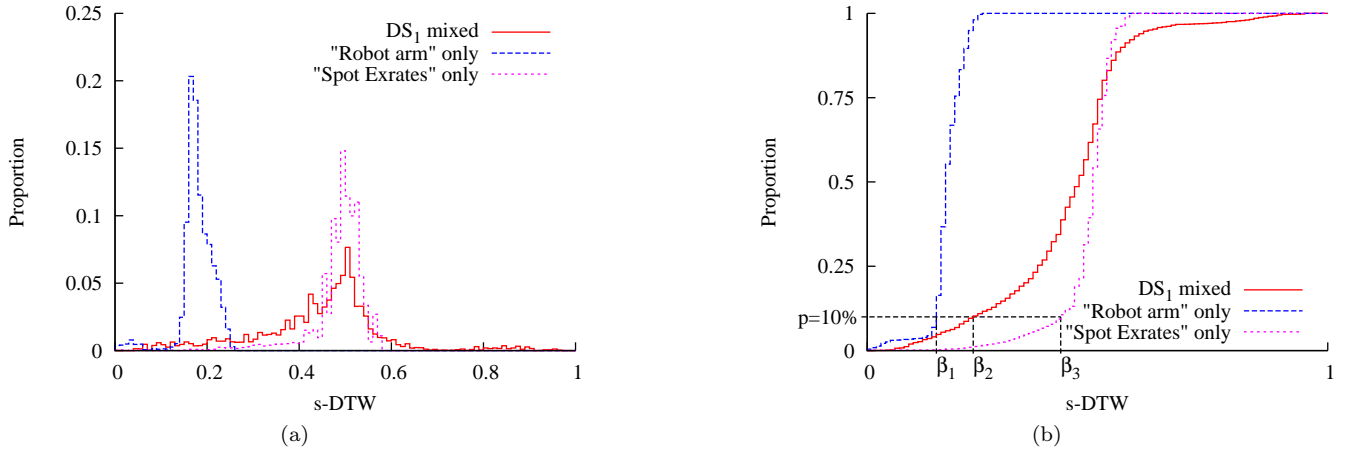 DS₁ mixed
"Robot arm" only
"Spot Exrates" only
Proportion
0.25
0.2
0.15
0.1
0.05
0
0 0.2 0.4 0.6 0.8 1
s-DTW
(a)
Proportion
1
0.75
0.5
0.25
p=10%
0
DS₁ mixed
"Robot arm" only
"Spot Exrates" only
0 β₁ β₂ β₃ 1
s-DTW
(b)